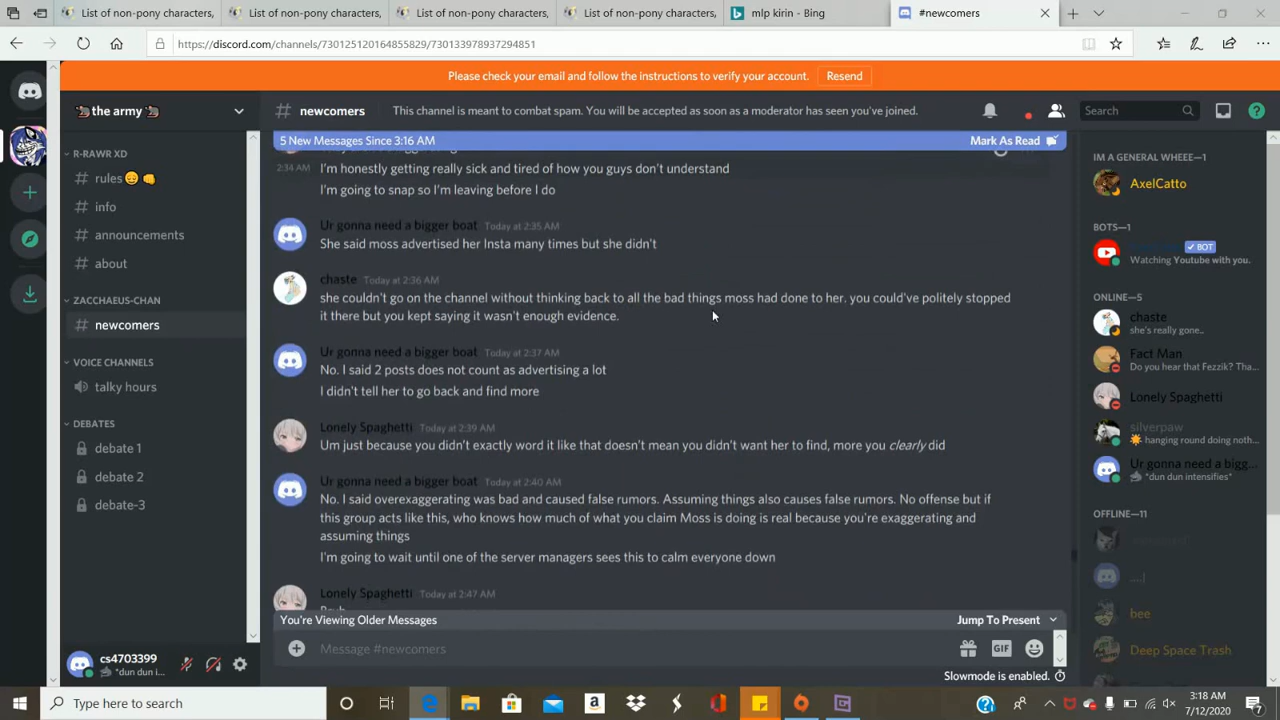 List of non-pony characters,
List of non-pony characters,
List of non-pony characters,
List of non-pony characters,
mlp kirin - Bing
#newcomers
https://discord.com/channels/730125120164855829/730133978937294851
Please check your email and follow the instructions to verify your account.
Resend
the army
# newcomers
This channel is meant to combat spam. You will be accepted as soon as a moderator has seen you've joined.
Search
5 New Messages Since 3:16 AM
Mark As Read
R-RAWR XD
# rules
# info
# announcements
# about
ZACCHAEUS-CHAN
# newcomers
VOICE CHANNELS
talky hours
DEBATES
debate 1
debate 2
debate-3
cs4703399
*dun dun i...
2:34 AM
I'm honestly getting really sick and tired of how you guys don't understand
I'm going to snap so I'm leaving before I do
Ur gonna need a bigger boat Today at 2:35 AM
She said moss advertised her Insta many times but she didn't
chaste Today at 2:36 AM
she couldn't go on the channel without thinking back to all the bad things moss had done to her. you could've politely stopped
it there but you kept saying it wasn't enough evidence.
Ur gonna need a bigger boat Today at 2:37 AM
No. I said 2 posts does not count as advertising a lot
I didn't tell her to go back and find more
Lonely Spaghetti Today at 2:39 AM
Um just because you didn't exactly word it like that doesn't mean you didn't want her to find, more you clearly did
Ur gonna need a bigger boat Today at 2:40 AM
No. I said overexaggerating was bad and caused false rumors. Assuming things also causes false rumors. No offense but if
this group acts like this, who knows how much of what you claim Moss is doing is real because you're exaggerating and
assuming things
I'm going to wait until one of the server managers sees this to calm everyone down
Lonely Spaghetti Today at 2:47 AM
You're Viewing Older Messages
Jump To Present
Message #newcomers
GIF
Slowmode is enabled.
IM A GENERAL WHEEE—1
AxelCatto
BOTS—1
BOT
Watching Youtube with you.
ONLINE—5
chaste
she's really gone..
Fact Man
Do you hear that Fezzik? Tha...
Lonely Spaghetti
silverpaw
hanging round doing noth...
Ur gonna need a bigg...
*dun dun intensifies*
OFFLINE—11
bee
Deep Space Trash
Type here to search
3:18 AM
7/12/2020
7